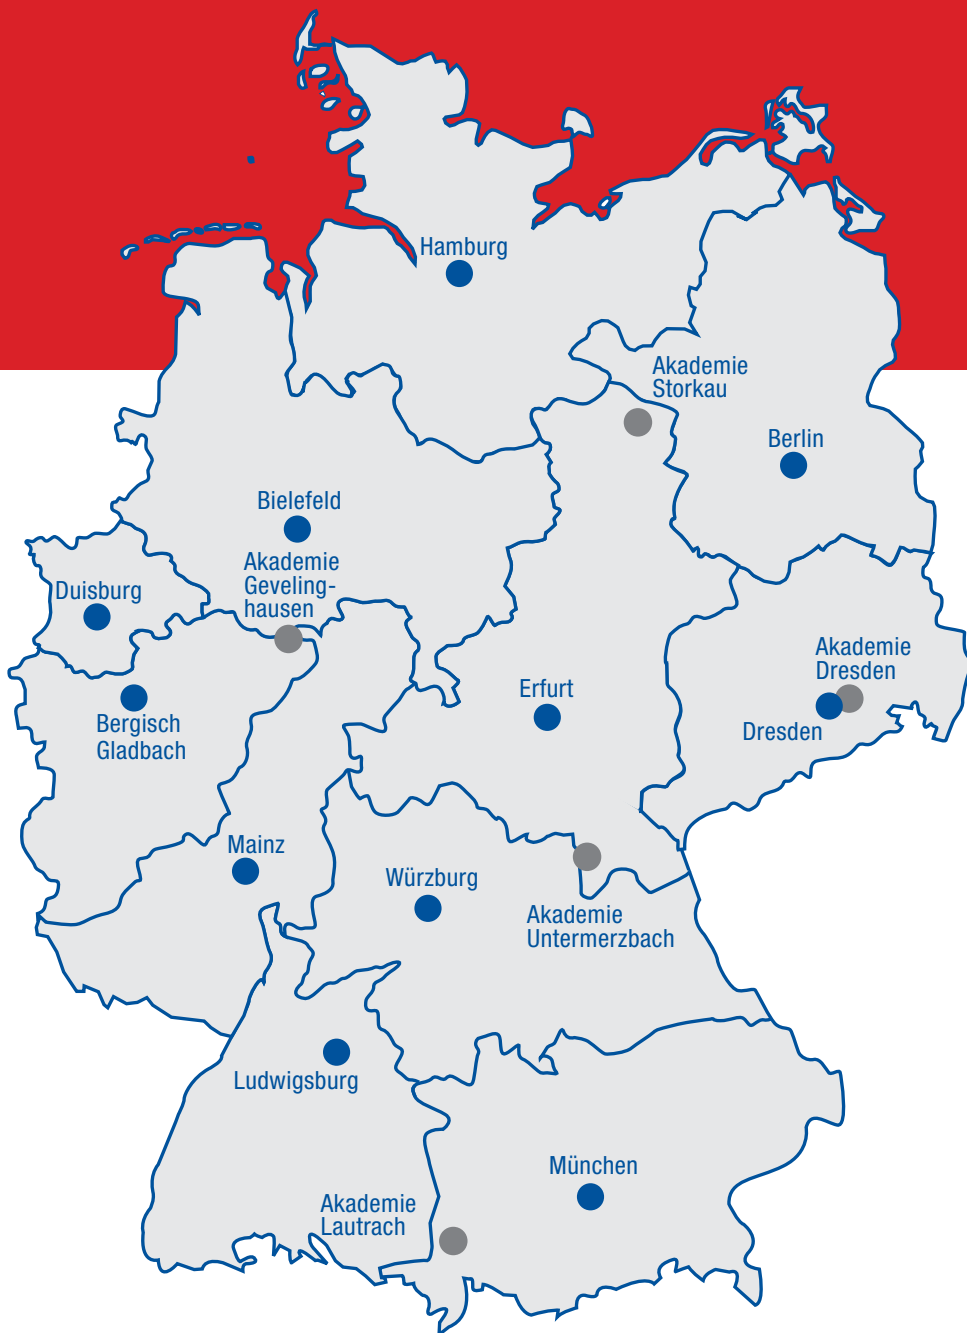 Hamburg
Akademie
Storkau
Berlin
Bielefeld
Akademie
Geveling-
hausen
Duisburg
Akademie
Dresden
Erfurt
Dresden
Bergisch
Gladbach
Mainz
Würzburg
Akademie
Untermerzbach
Ludwigsburg
München
Akademie
Lautrach